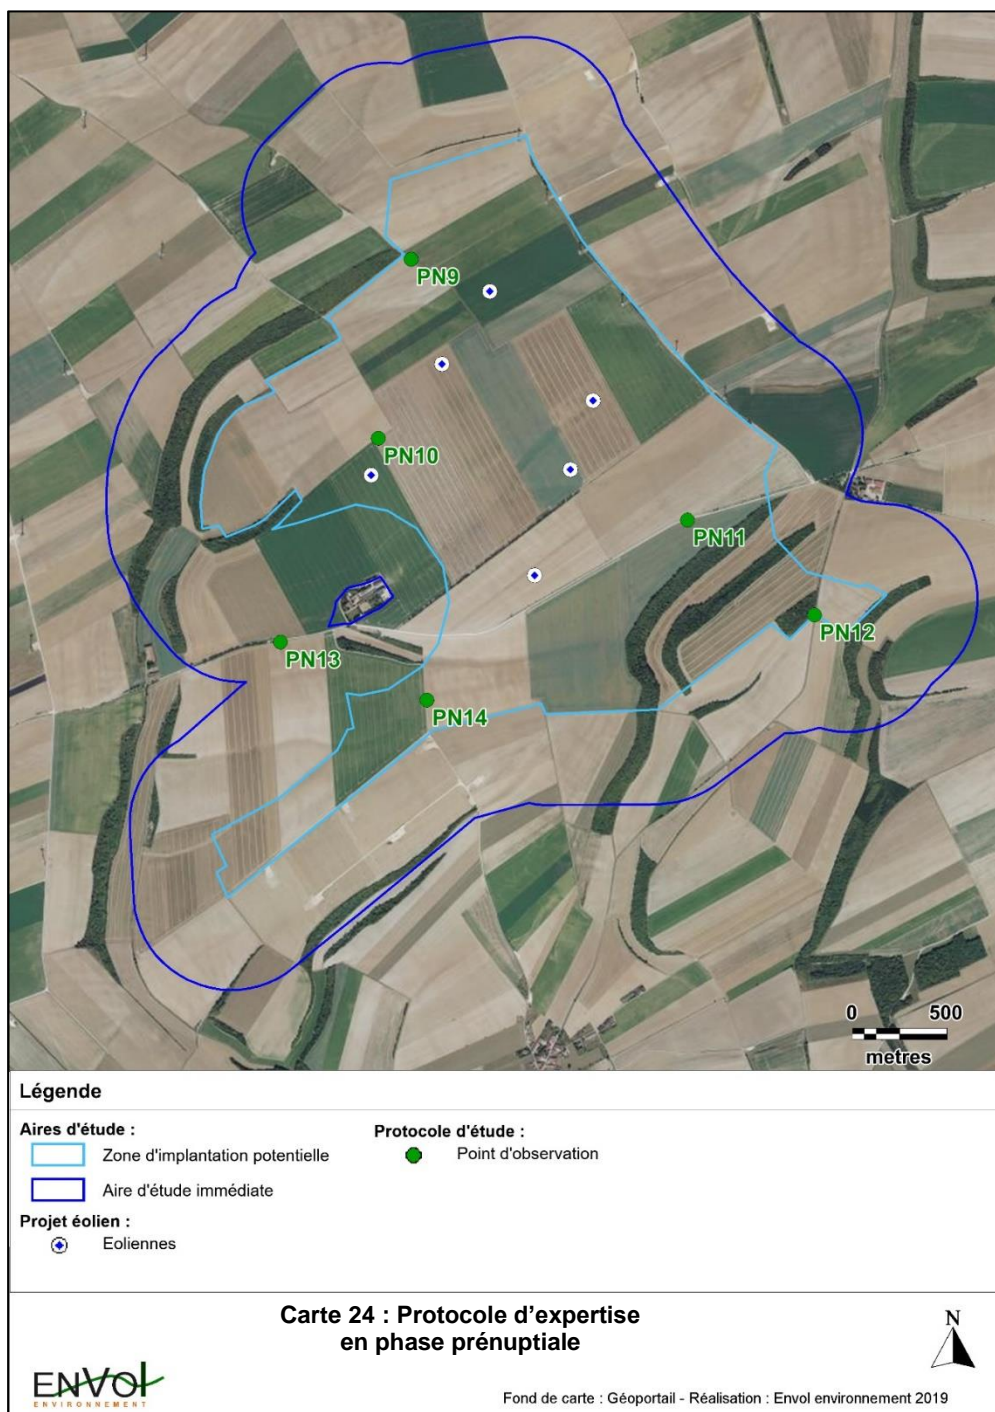 PN9
PN10
PN11
PN12
PN13
PN14
0 500
metres
Légende
Aires d'étude :
Zone d'implantation potentielle
Aire d'étude immédiate
Projet éolien :
Eoliennes
Protocole d'étude :
Point d'observation
Carte 24 : Protocole d'expertise
en phase prénuptiale
N
ENVOl
ENVIRONNEMENT
Fond de carte : Géoportail - Réalisation : Envol environnement 2019